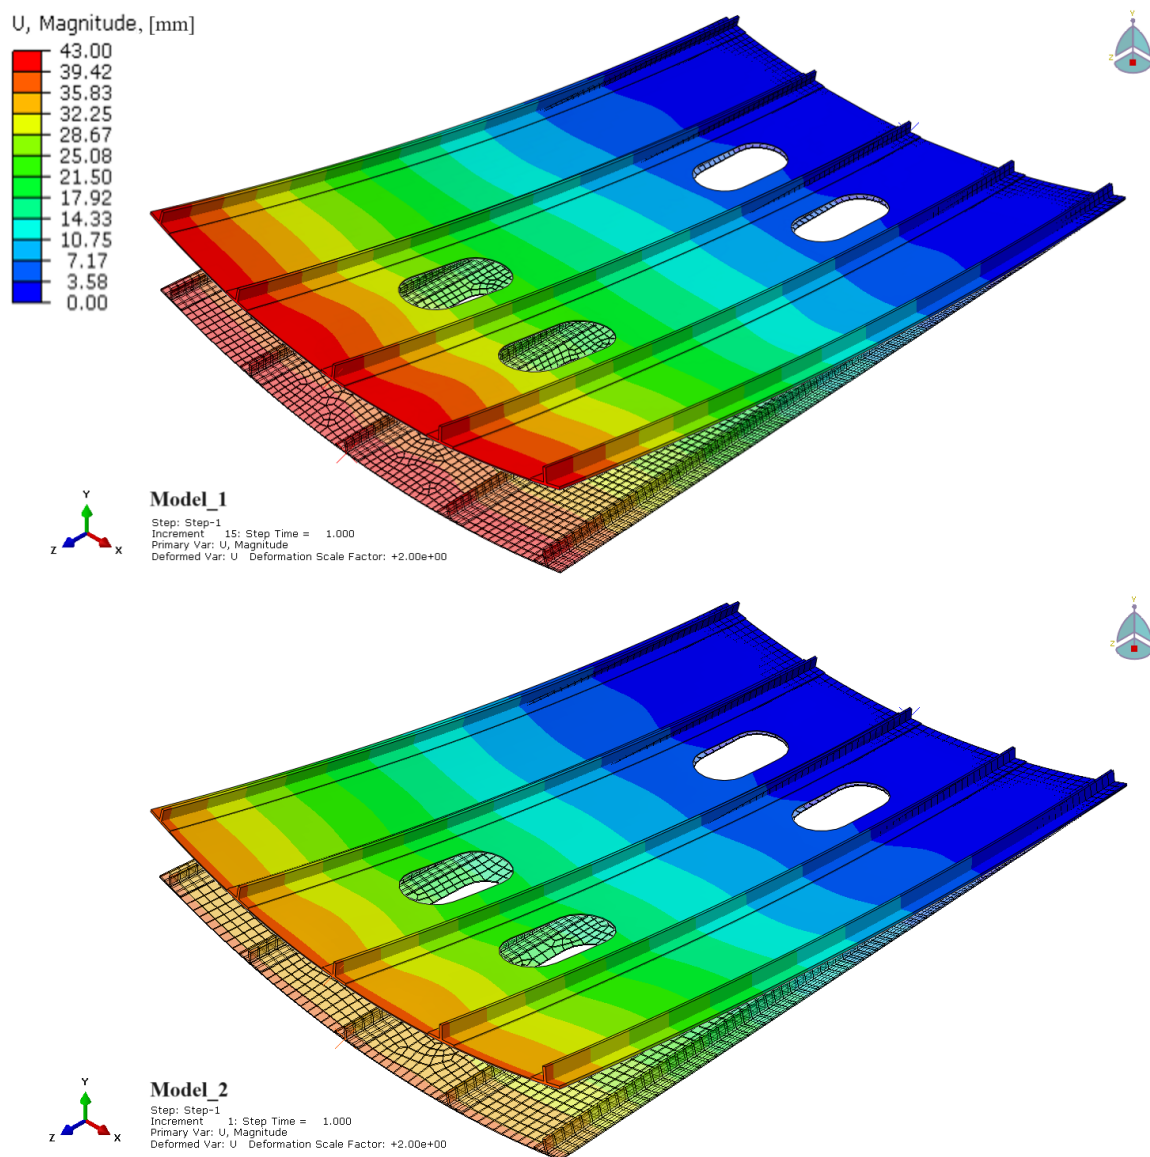 U, Magnitude, [mm]
43.00
39.42
35.83
32.25
28.67
25.08
21.50
17.92
14.33
10.75
7.17
3.58
0.00
Y
Z
Y
Z
X
Model_1
Step: Step-1
Increment 15: Step Time = 1.000
Primary Var: U, Magnitude
Deformed Var: U Deformation Scale Factor: +2.00e+00
Y
Z
Y
Z
X
Model_2
Step: Step-1
Increment 1: Step Time = 1.000
Primary Var: U, Magnitude
Deformed Var: U Deformation Scale Factor: +2.00e+00